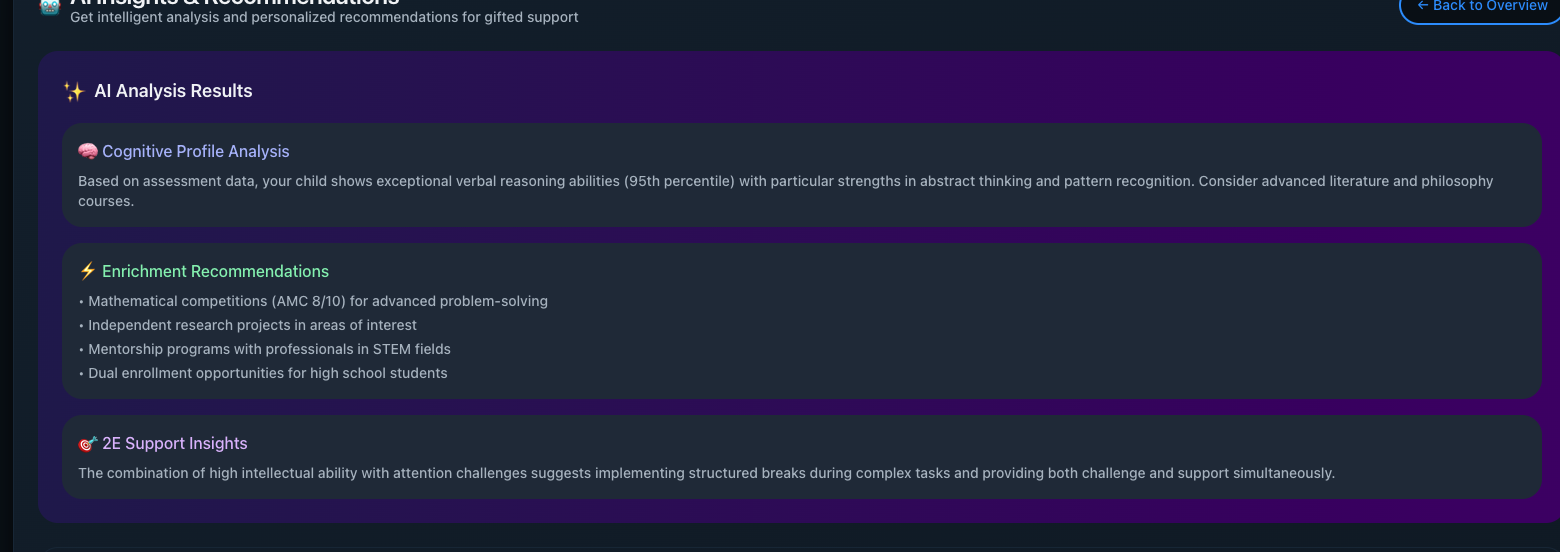 AI Insights & Recommendations
Get intelligent analysis and personalized recommendations for gifted support
← Back to Overview
AI Analysis Results
Cognitive Profile Analysis
Based on assessment data, your child shows exceptional verbal reasoning abilities (95th percentile) with particular strengths in abstract thinking and pattern recognition. Consider advanced literature and philosophy
courses.
Enrichment Recommendations
• Mathematical competitions (AMC 8/10) for advanced problem-solving
• Independent research projects in areas of interest
• Mentorship programs with professionals in STEM fields
• Dual enrollment opportunities for high school students
2E Support Insights
The combination of high intellectual ability with attention challenges suggests implementing structured breaks during complex tasks and providing both challenge and support simultaneously.